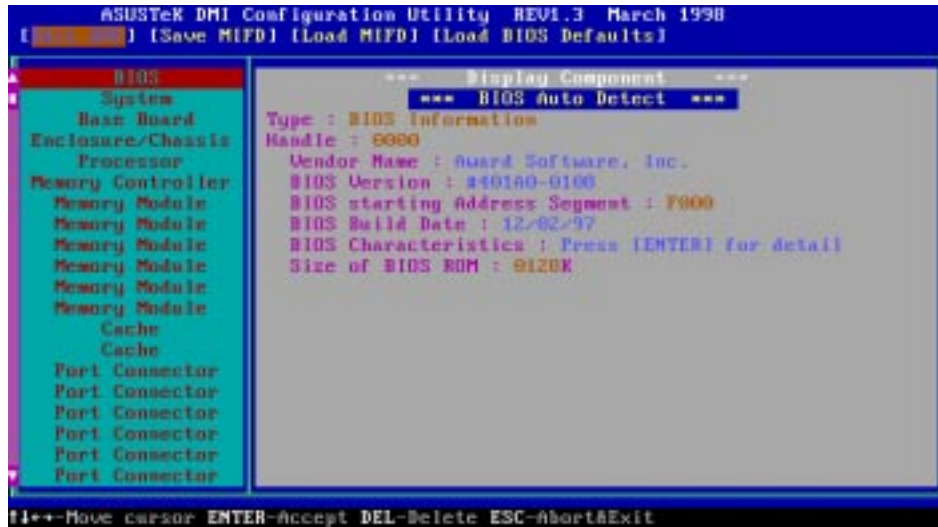 ASUSTeK DMI Configuration Utility REV1.3 March 1998
[Save MIFD] [Load MIFD] [Load BIOS Defaults]
BIOS
System
Base Board
Enclosure/Chassis
Processor
Memory Controller
Memory Module
Memory Module
Memory Module
Memory Module
Memory Module
Memory Module
Cache
Cache
Port Connector
Port Connector
Port Connector
Port Connector
Port Connector
Port Connector
*** Display Component ***
*** BIOS Auto Detect ***
Type : BIOS Information
Handle : 0000
Vendor Name : Award Software, Inc.
BIOS Version : #401A0-0108
BIOS starting Address Segment : F000
BIOS Build Date : 12/02/97
BIOS Characteristics : Press [ENTER] for detail
Size of BIOS ROM : 0128K
↑↓←→-Move cursor ENTER-Accept DEL-Delete ESC-Abort&Exit